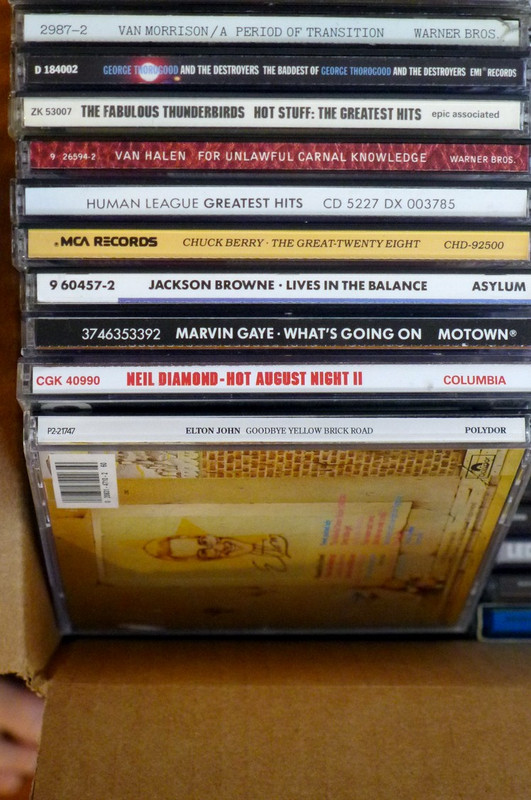 2987-2 VAN MORRISON/A PERIOD OF TRANSITION WARNER BROS.
D 184002 GEORGE THOROGOOD AND THE DESTROYERS THE BADDEST OF GEORGE THOROGOOD AND THE DESTROYERS EMI RECORDS
ZK 53007 THE FABULOUS THUNDERBIRDS HOT STUFF: THE GREATEST HITS epic associated
9 26594-2 VAN HALEN FOR UNLAWFUL CARNAL KNOWLEDGE WARNER BROS.
HUMAN LEAGUE GREATEST HITS CD 5227 DX 003785
MCA RECORDS CHUCK BERRY · THE GREAT-TWENTY EIGHT CHD-92500
9 60457-2 JACKSON BROWNE · LIVES IN THE BALANCE ASYLUM
3746353392 MARVIN GAYE · WHAT'S GOING ON MOTOWN®
CGK 40990 NEIL DIAMOND-HOT AUGUST NIGHT II COLUMBIA
P2-21747 ELTON JOHN GOODBYE YELLOW BRICK ROAD POLYDOR